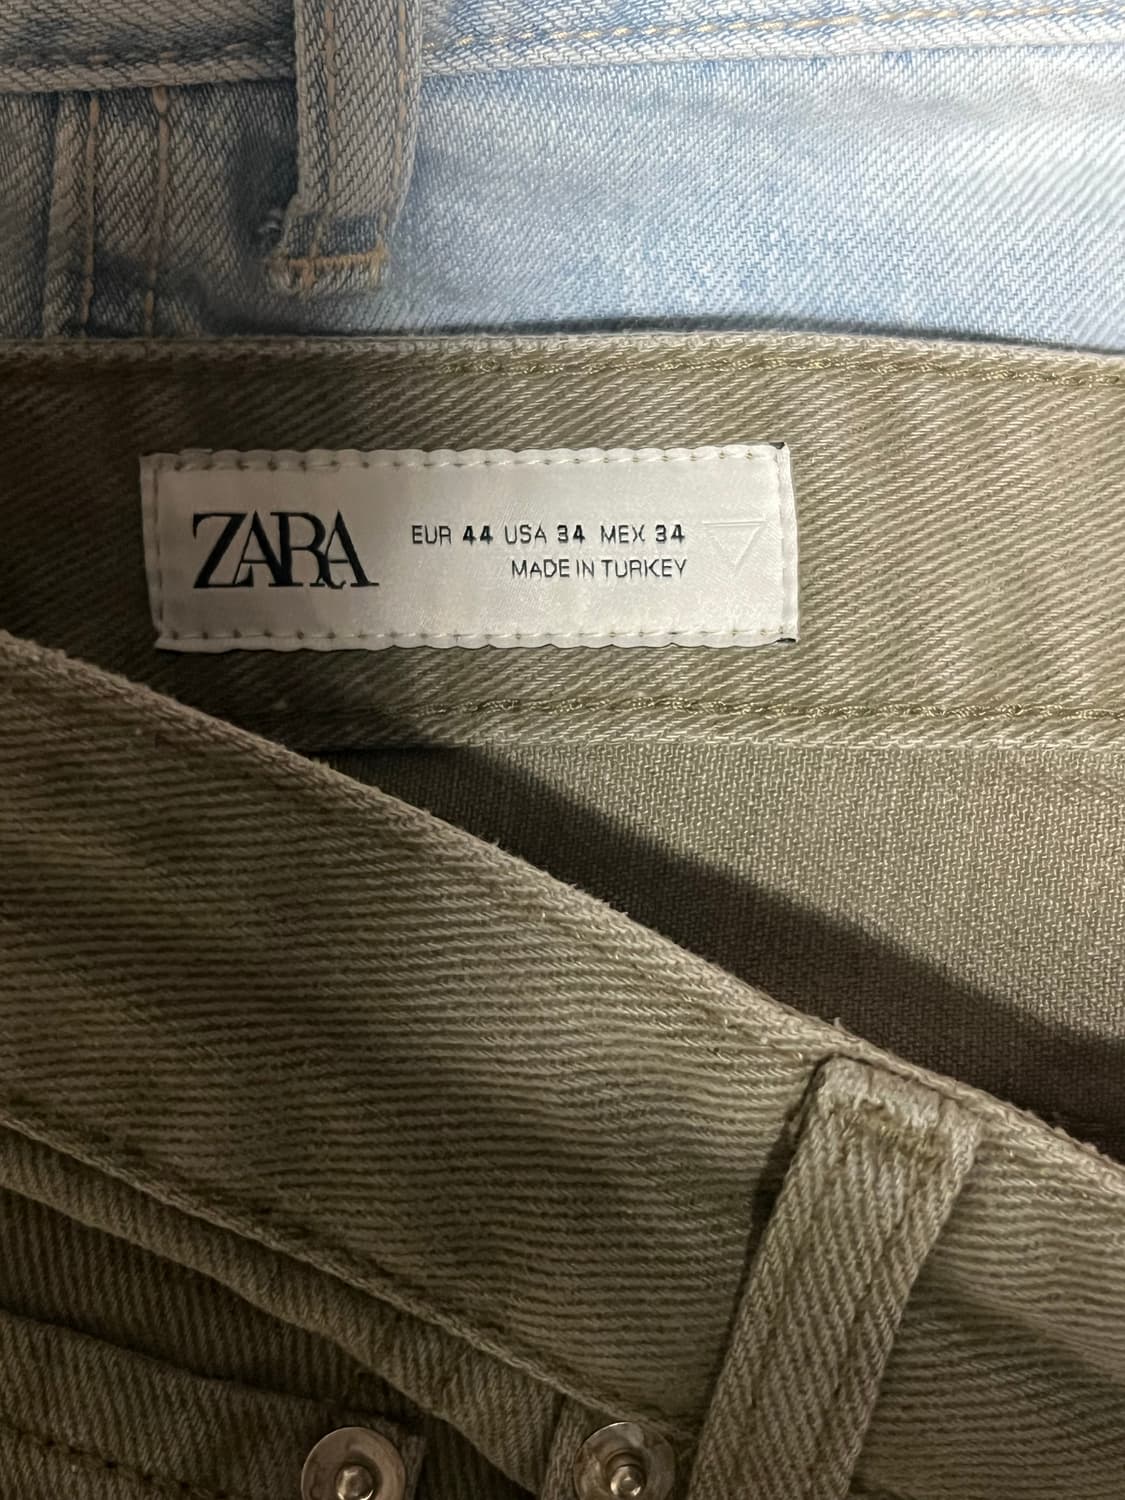 ZARA
EUR 44 USA 34 MEX 34
MADE IN TURKEY